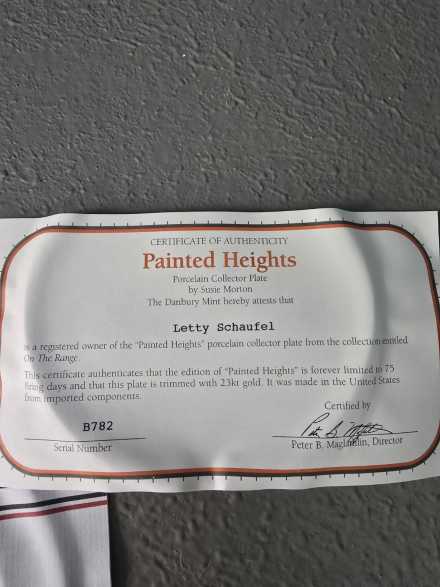 CERTIFICATE OF AUTHENTICITY
Painted Heights
Porcelain Collector Plate
by Susie Morton
The Danbury Mint hereby attests that
Letty Schaufel
is a registered owner of the "Painted Heights" porcelain collector plate from the collection entitled
On The Range.
This certificate authenticates that the edition of "Painted Heights" is forever limited to 75
firing days and that this plate is trimmed with 23kt gold. It was made in the United States
from imported components.
Certified by
B782
Serial Number
Peter B. Maglathlin, Director